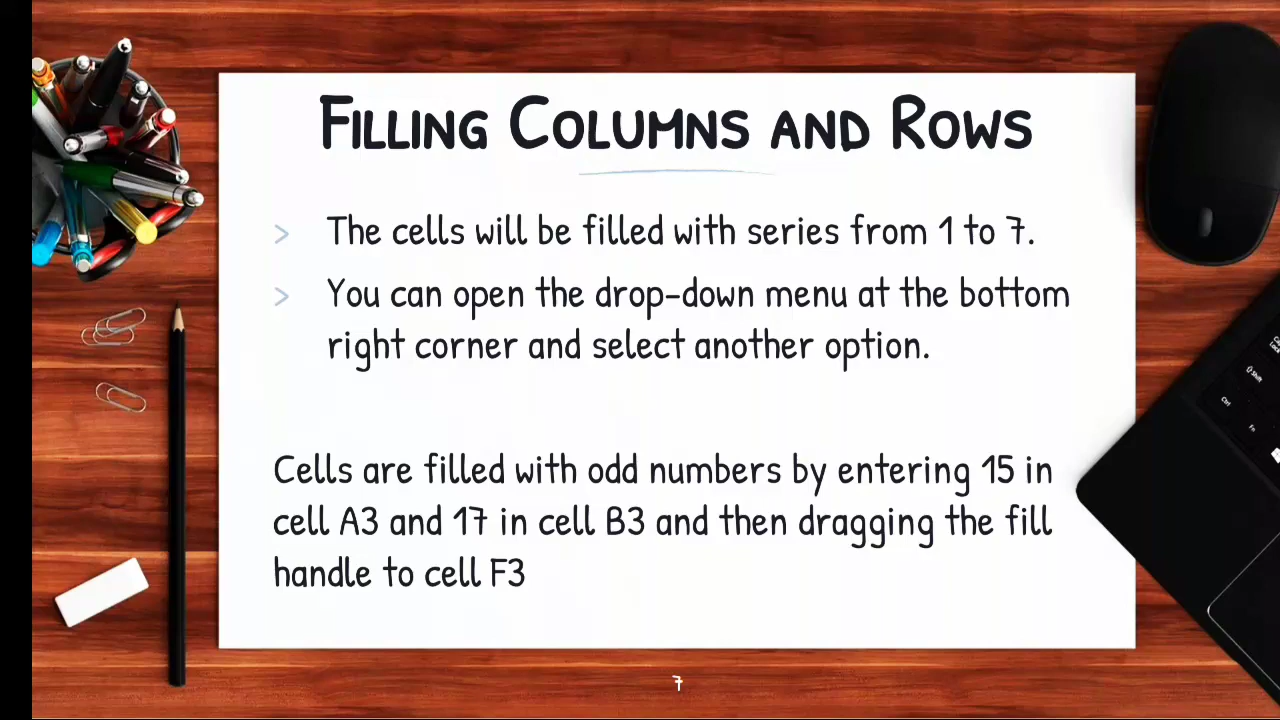 Filling Columns and Rows
> The cells will be filled with series from 1 to 7.
> You can open the drop-down menu at the bottom
right corner and select another option.
Cells are filled with odd numbers by entering 15 in
cell A3 and 17 in cell B3 and then dragging the fill
handle to cell F3
Shift
Ctrl
Fn
7